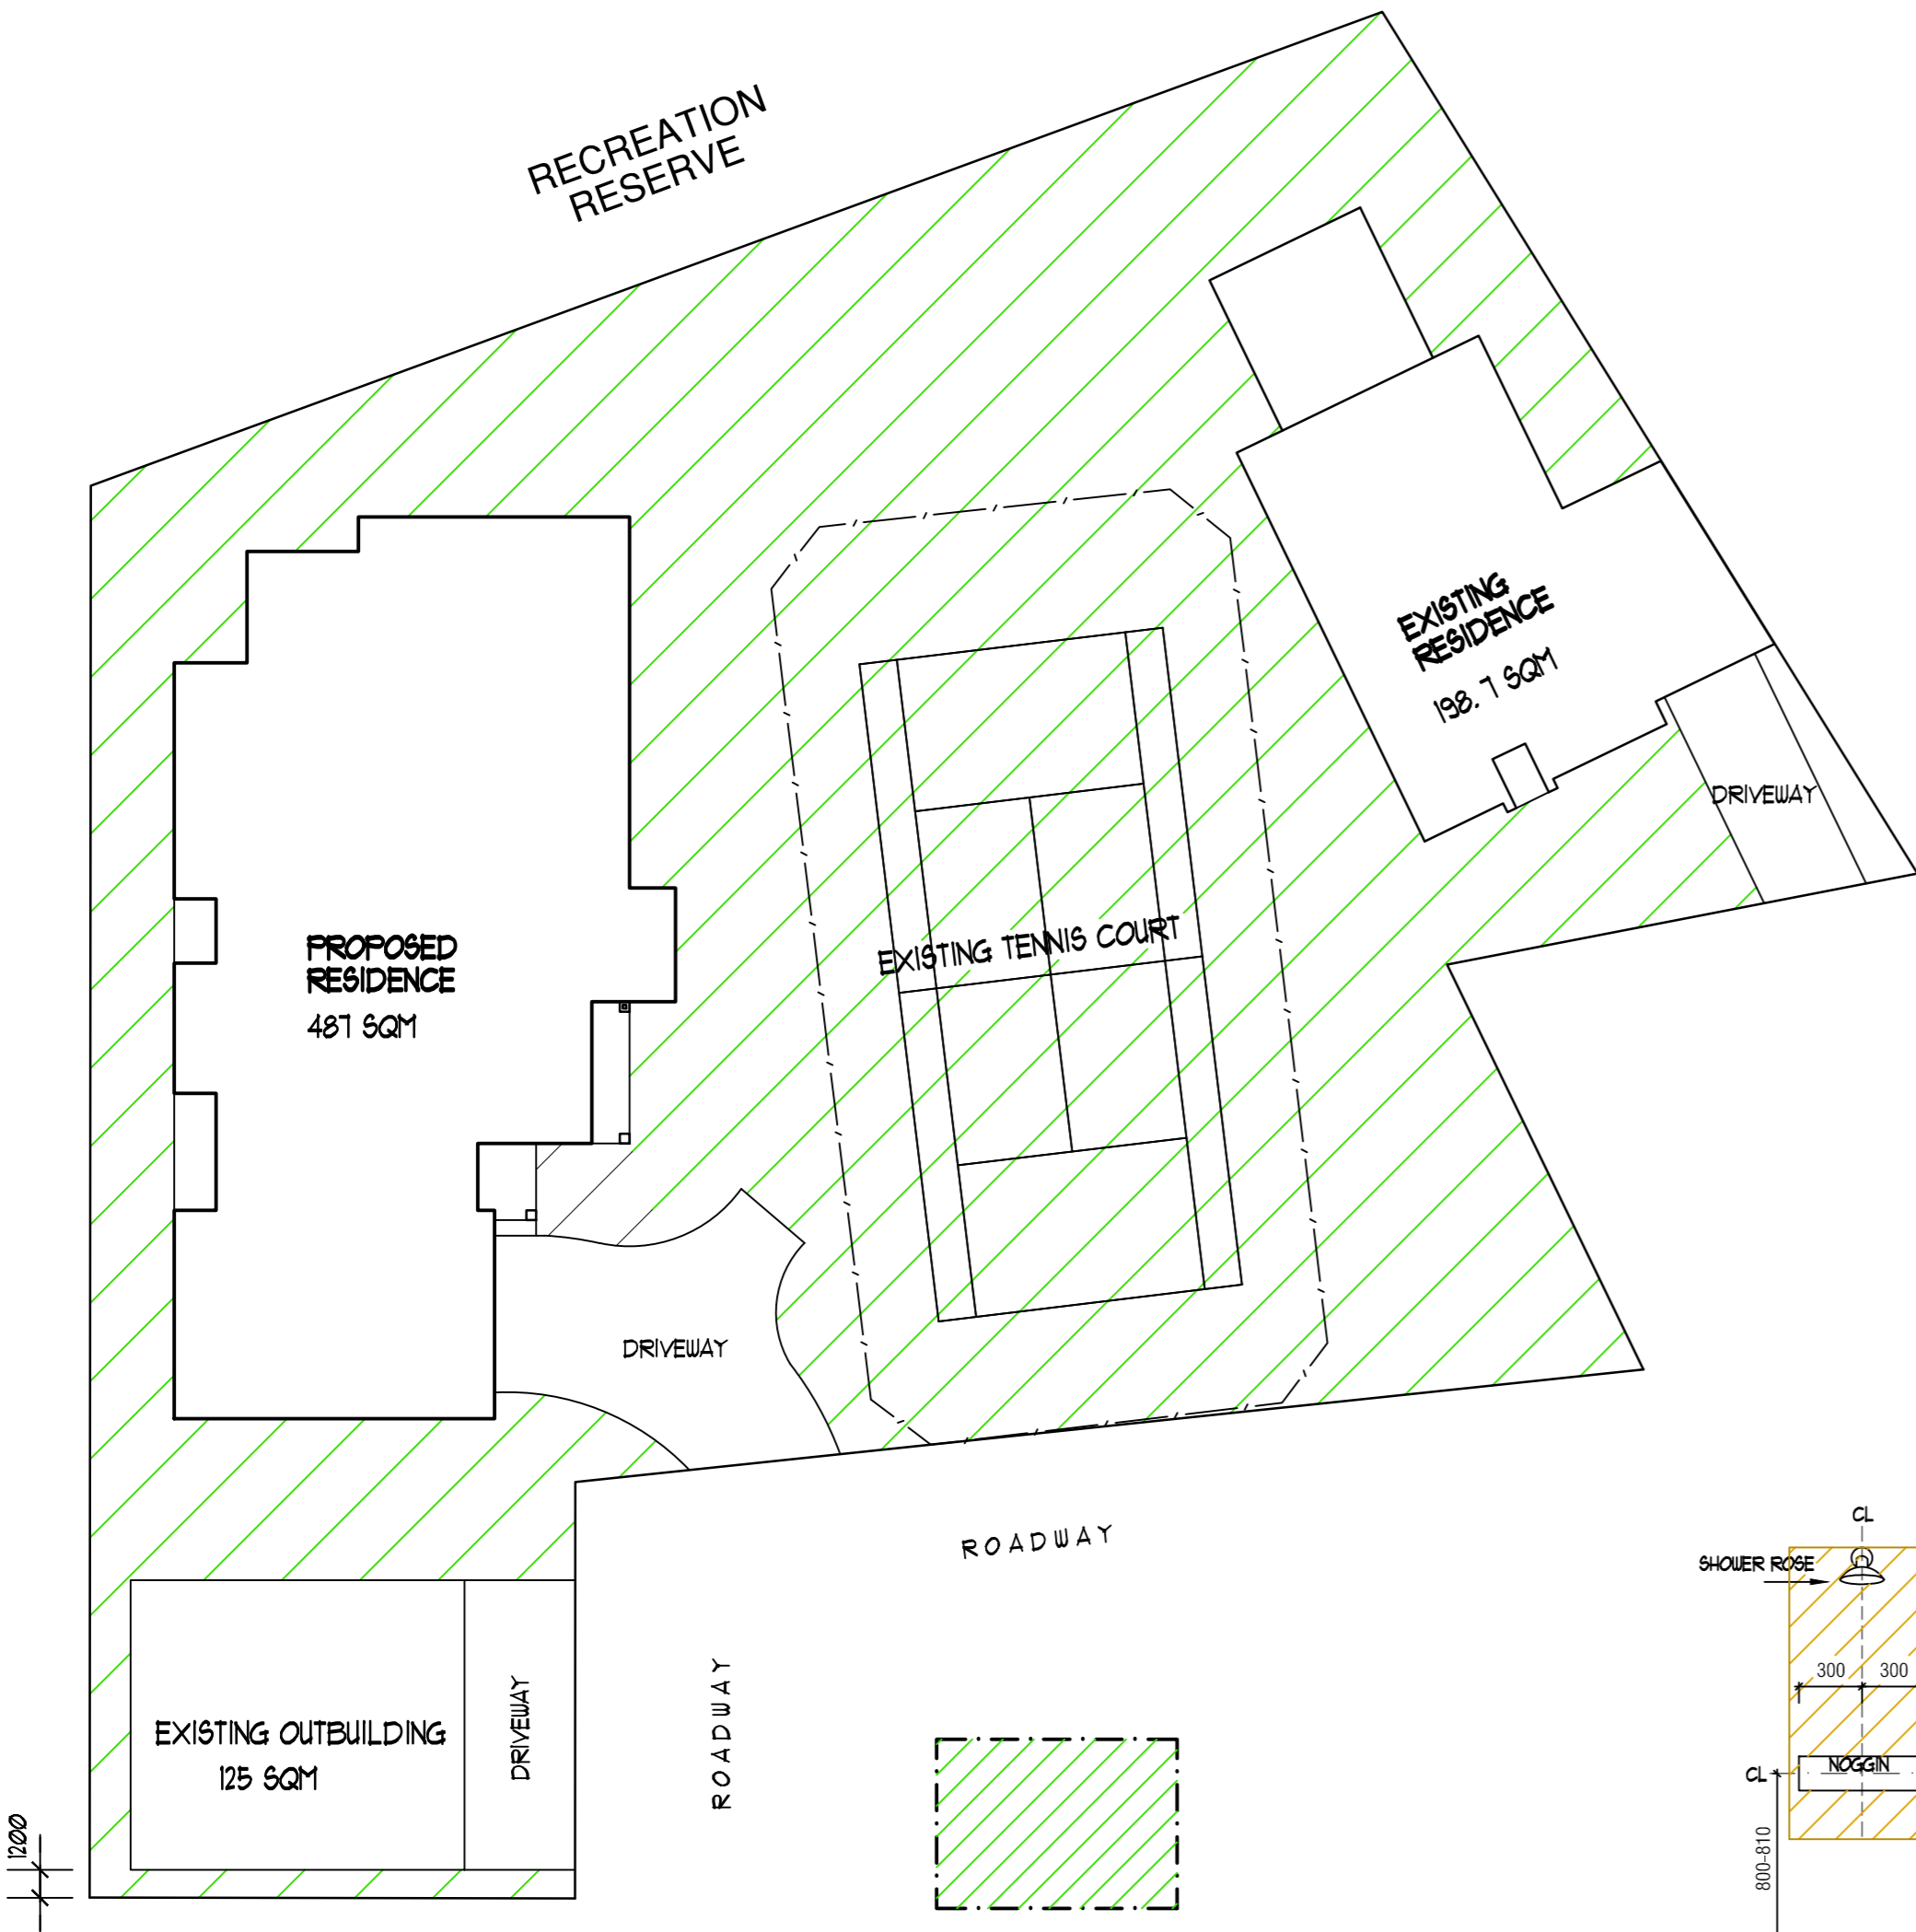 RECREATION
RESERVE
EXISTING
RESIDENCE
198.7 SQM
DRIVEWAY
PROPOSED
RESIDENCE
487 SQM
EXISTING TENNIS COURT
DRIVEWAY
ROADWAY
ROADWAY
EXISTING OUTBUILDING
125 SQM
DRIVEWAY
1200
CL
SHOWER ROSE
300
300
NOGGIN
CL
800-810